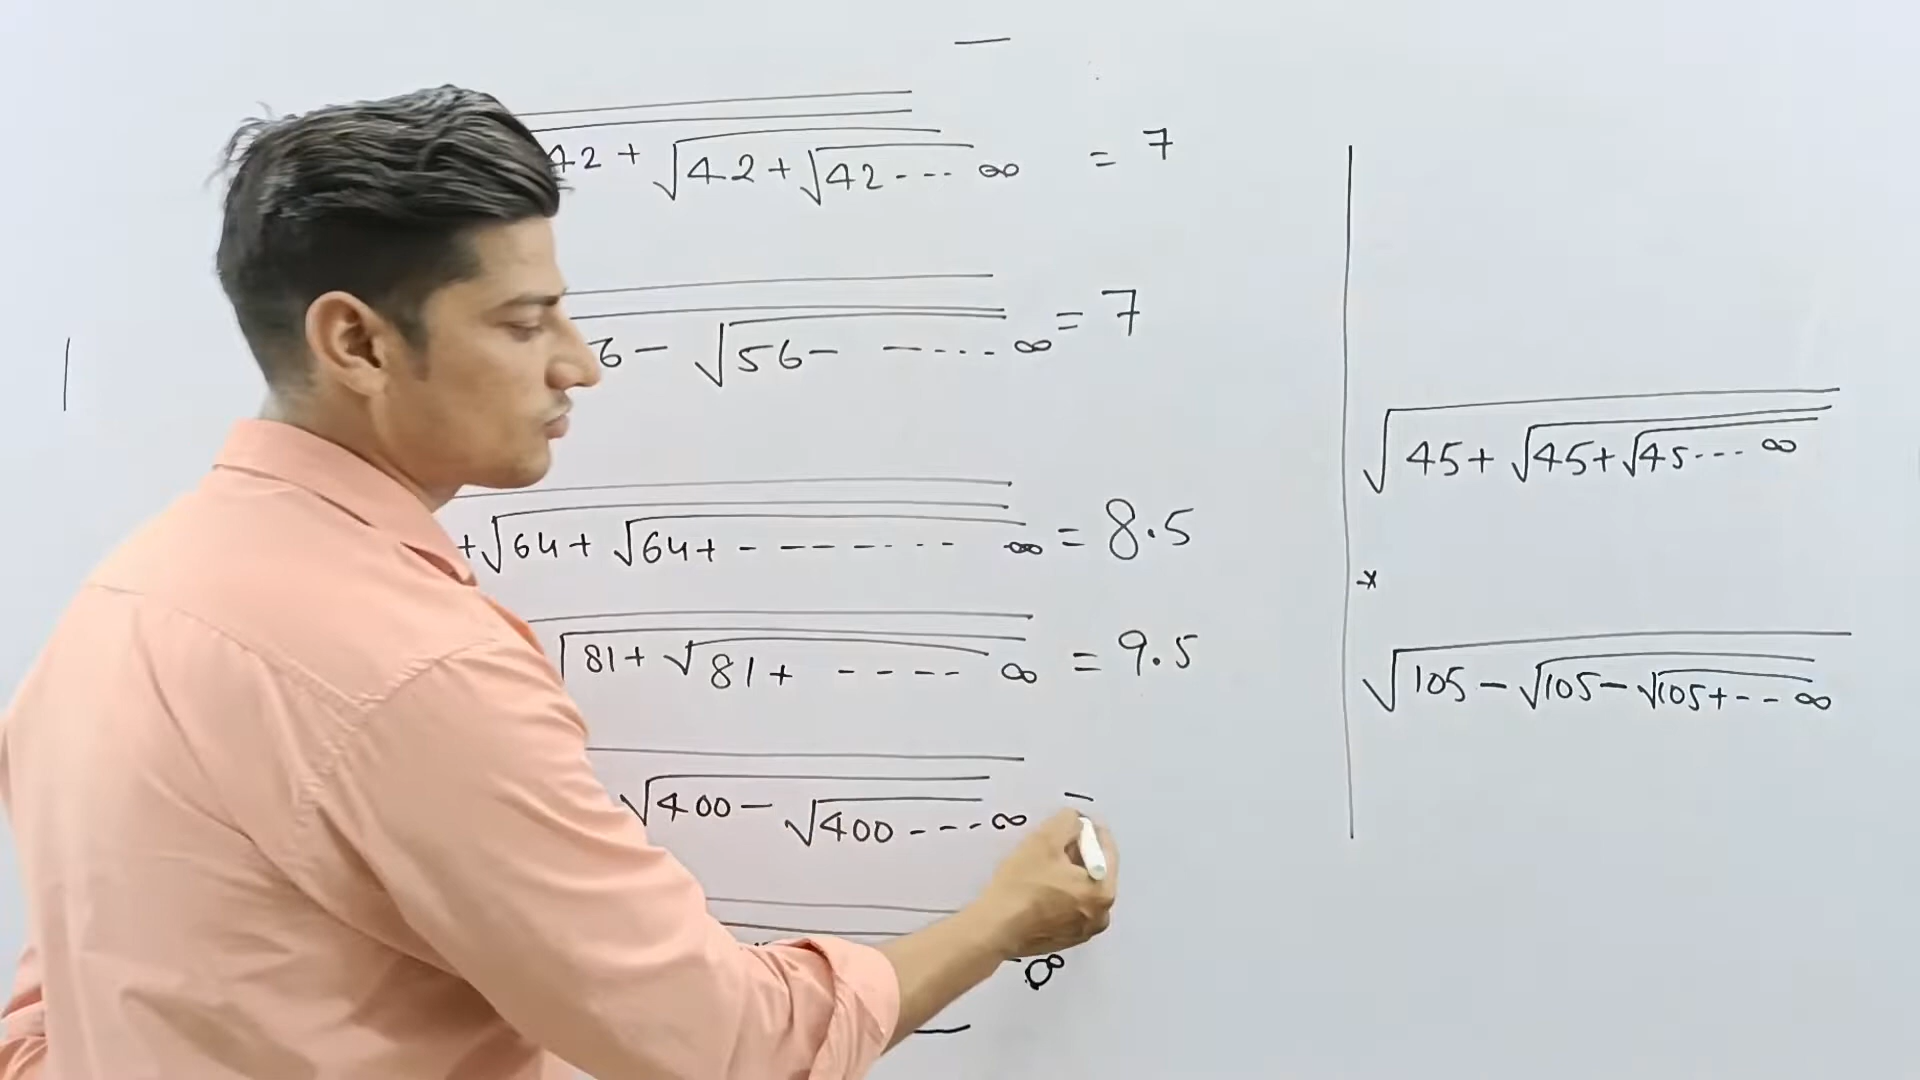 42 + √42 + √42 --- ∞ = 7
6 - √56 - ---- ∞ = 7
+ √64 + √64 + ------- ∞ = 8.5
√81 + √81 + ---- ∞ = 9.5
√400 - √400 --- ∞ =
∞
√45 + √45 + √45 --- ∞
*
√105 - √105 - √105 + -- ∞